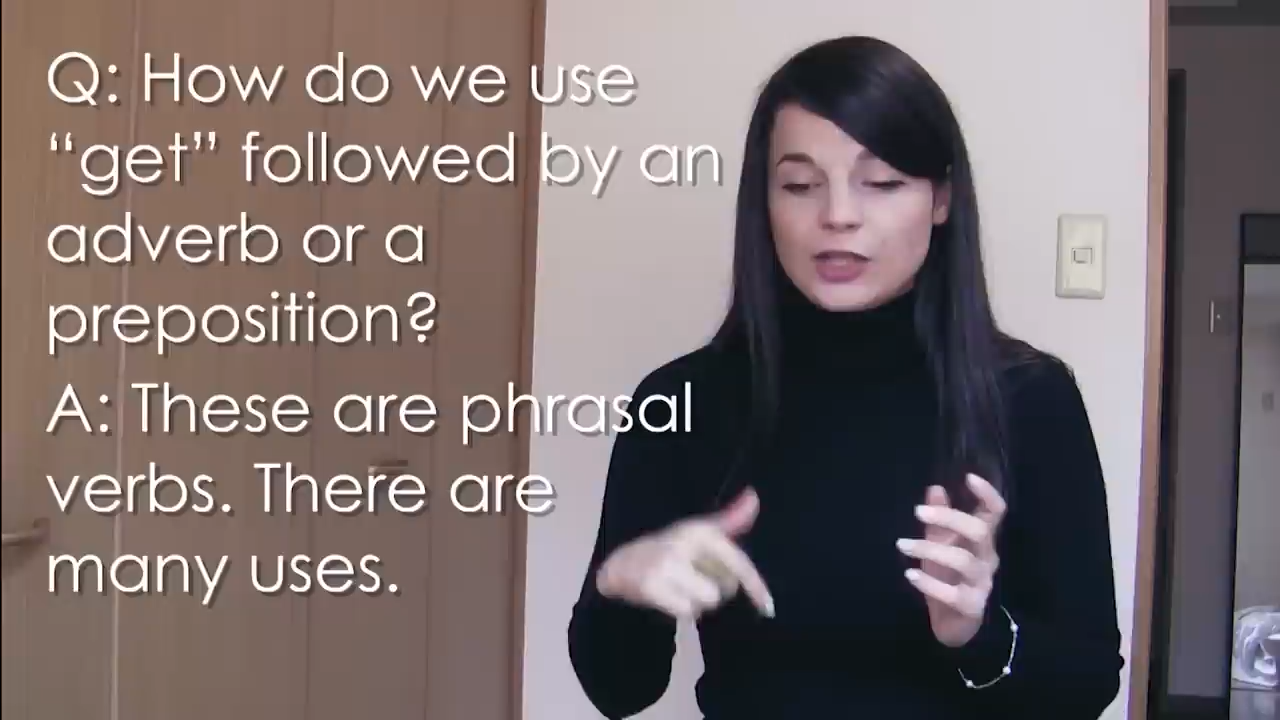 Q: How do we use
“get” followed by an
adverb or a
preposition?
A: These are phrasal
verbs. There are
many uses.